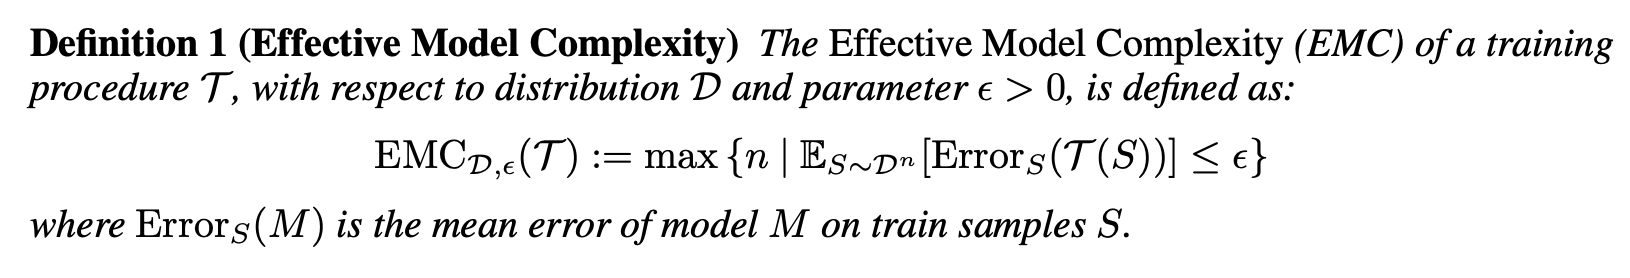 Definition 1 (Effective Model Complexity) The Effective Model Complexity (EMC) of a training
procedure 𝒯, with respect to distribution 𝒟 and parameter ϵ > 0, is defined as:
EMC_{𝒟,ϵ}(𝒯) := max {n | 𝔼_{S∼𝒟ⁿ}[Error_S(𝒯(S))] ≤ ϵ}
where Error_S(M) is the mean error of model M on train samples S.